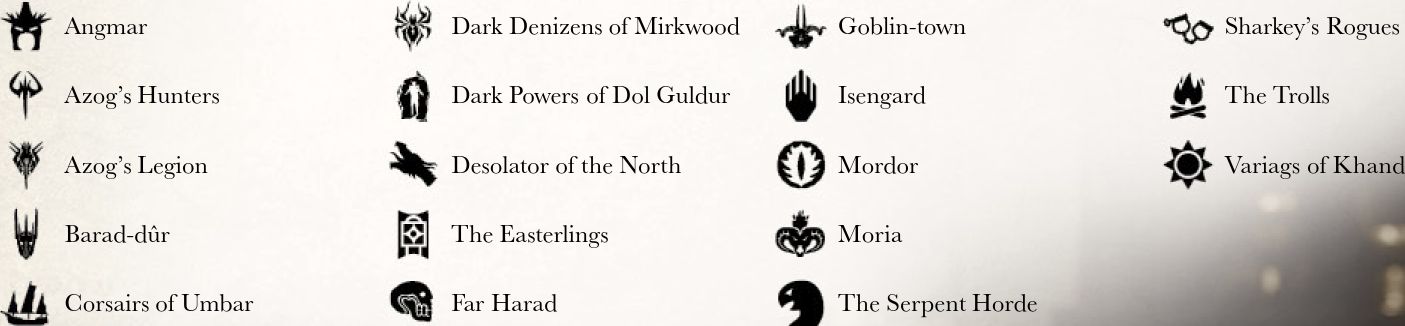 Angmar
Azog's Hunters
Azog's Legion
Barad-dûr
Corsairs of Umbar
Dark Denizens of Mirkwood
Dark Powers of Dol Guldur
Desolator of the North
The Easterlings
Far Harad
Goblin-town
Isengard
Mordor
Moria
The Serpent Horde
Sharkey's Rogues
The Trolls
Variags of Khand